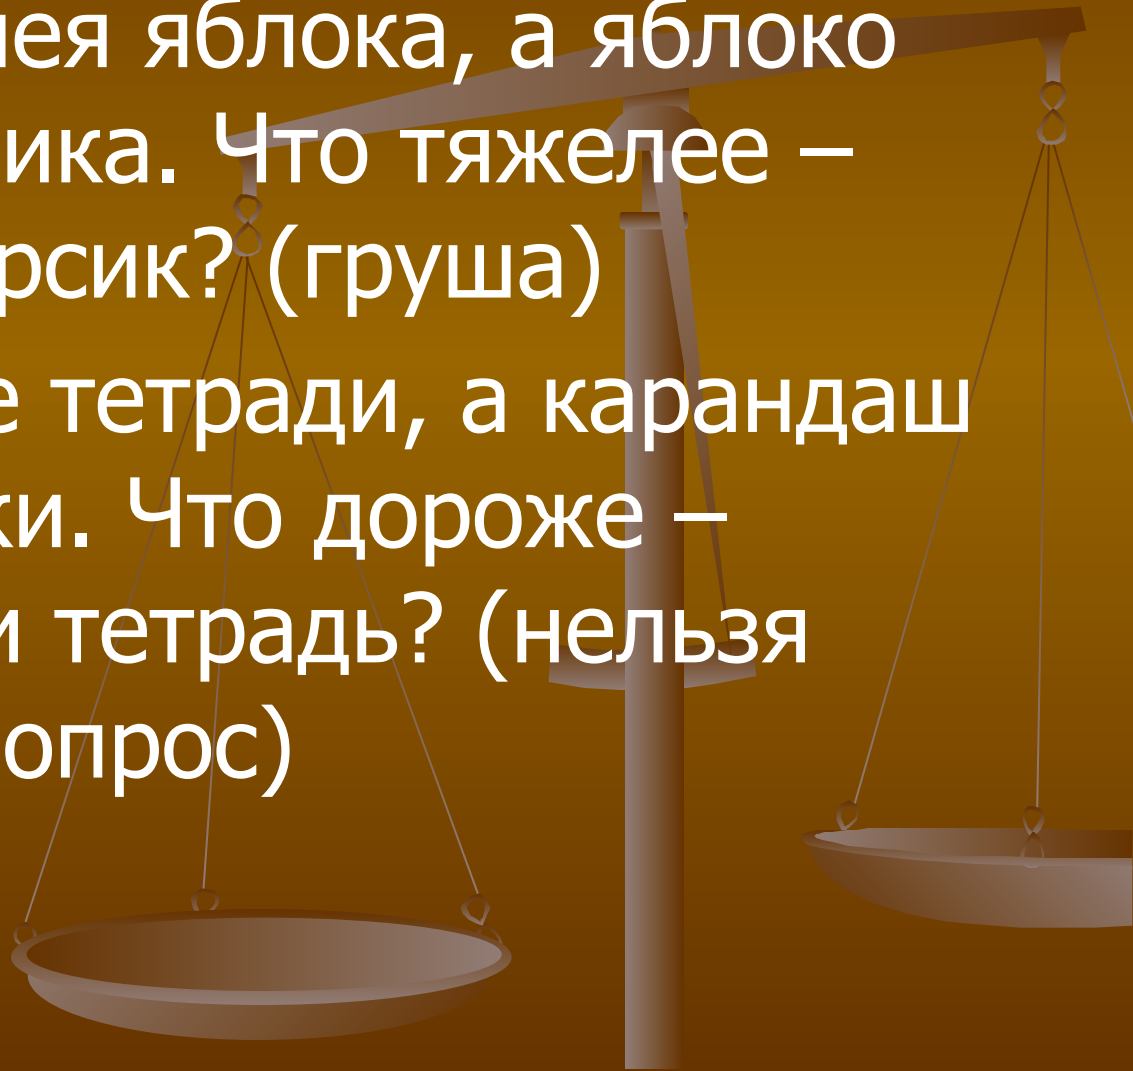 нея яблока, а яблоко
ика. Что тяжелее –
рсик? (груша)
е тетради, а карандаш
ки. Что дороже –
и тетрадь? (нельзя
опрос)